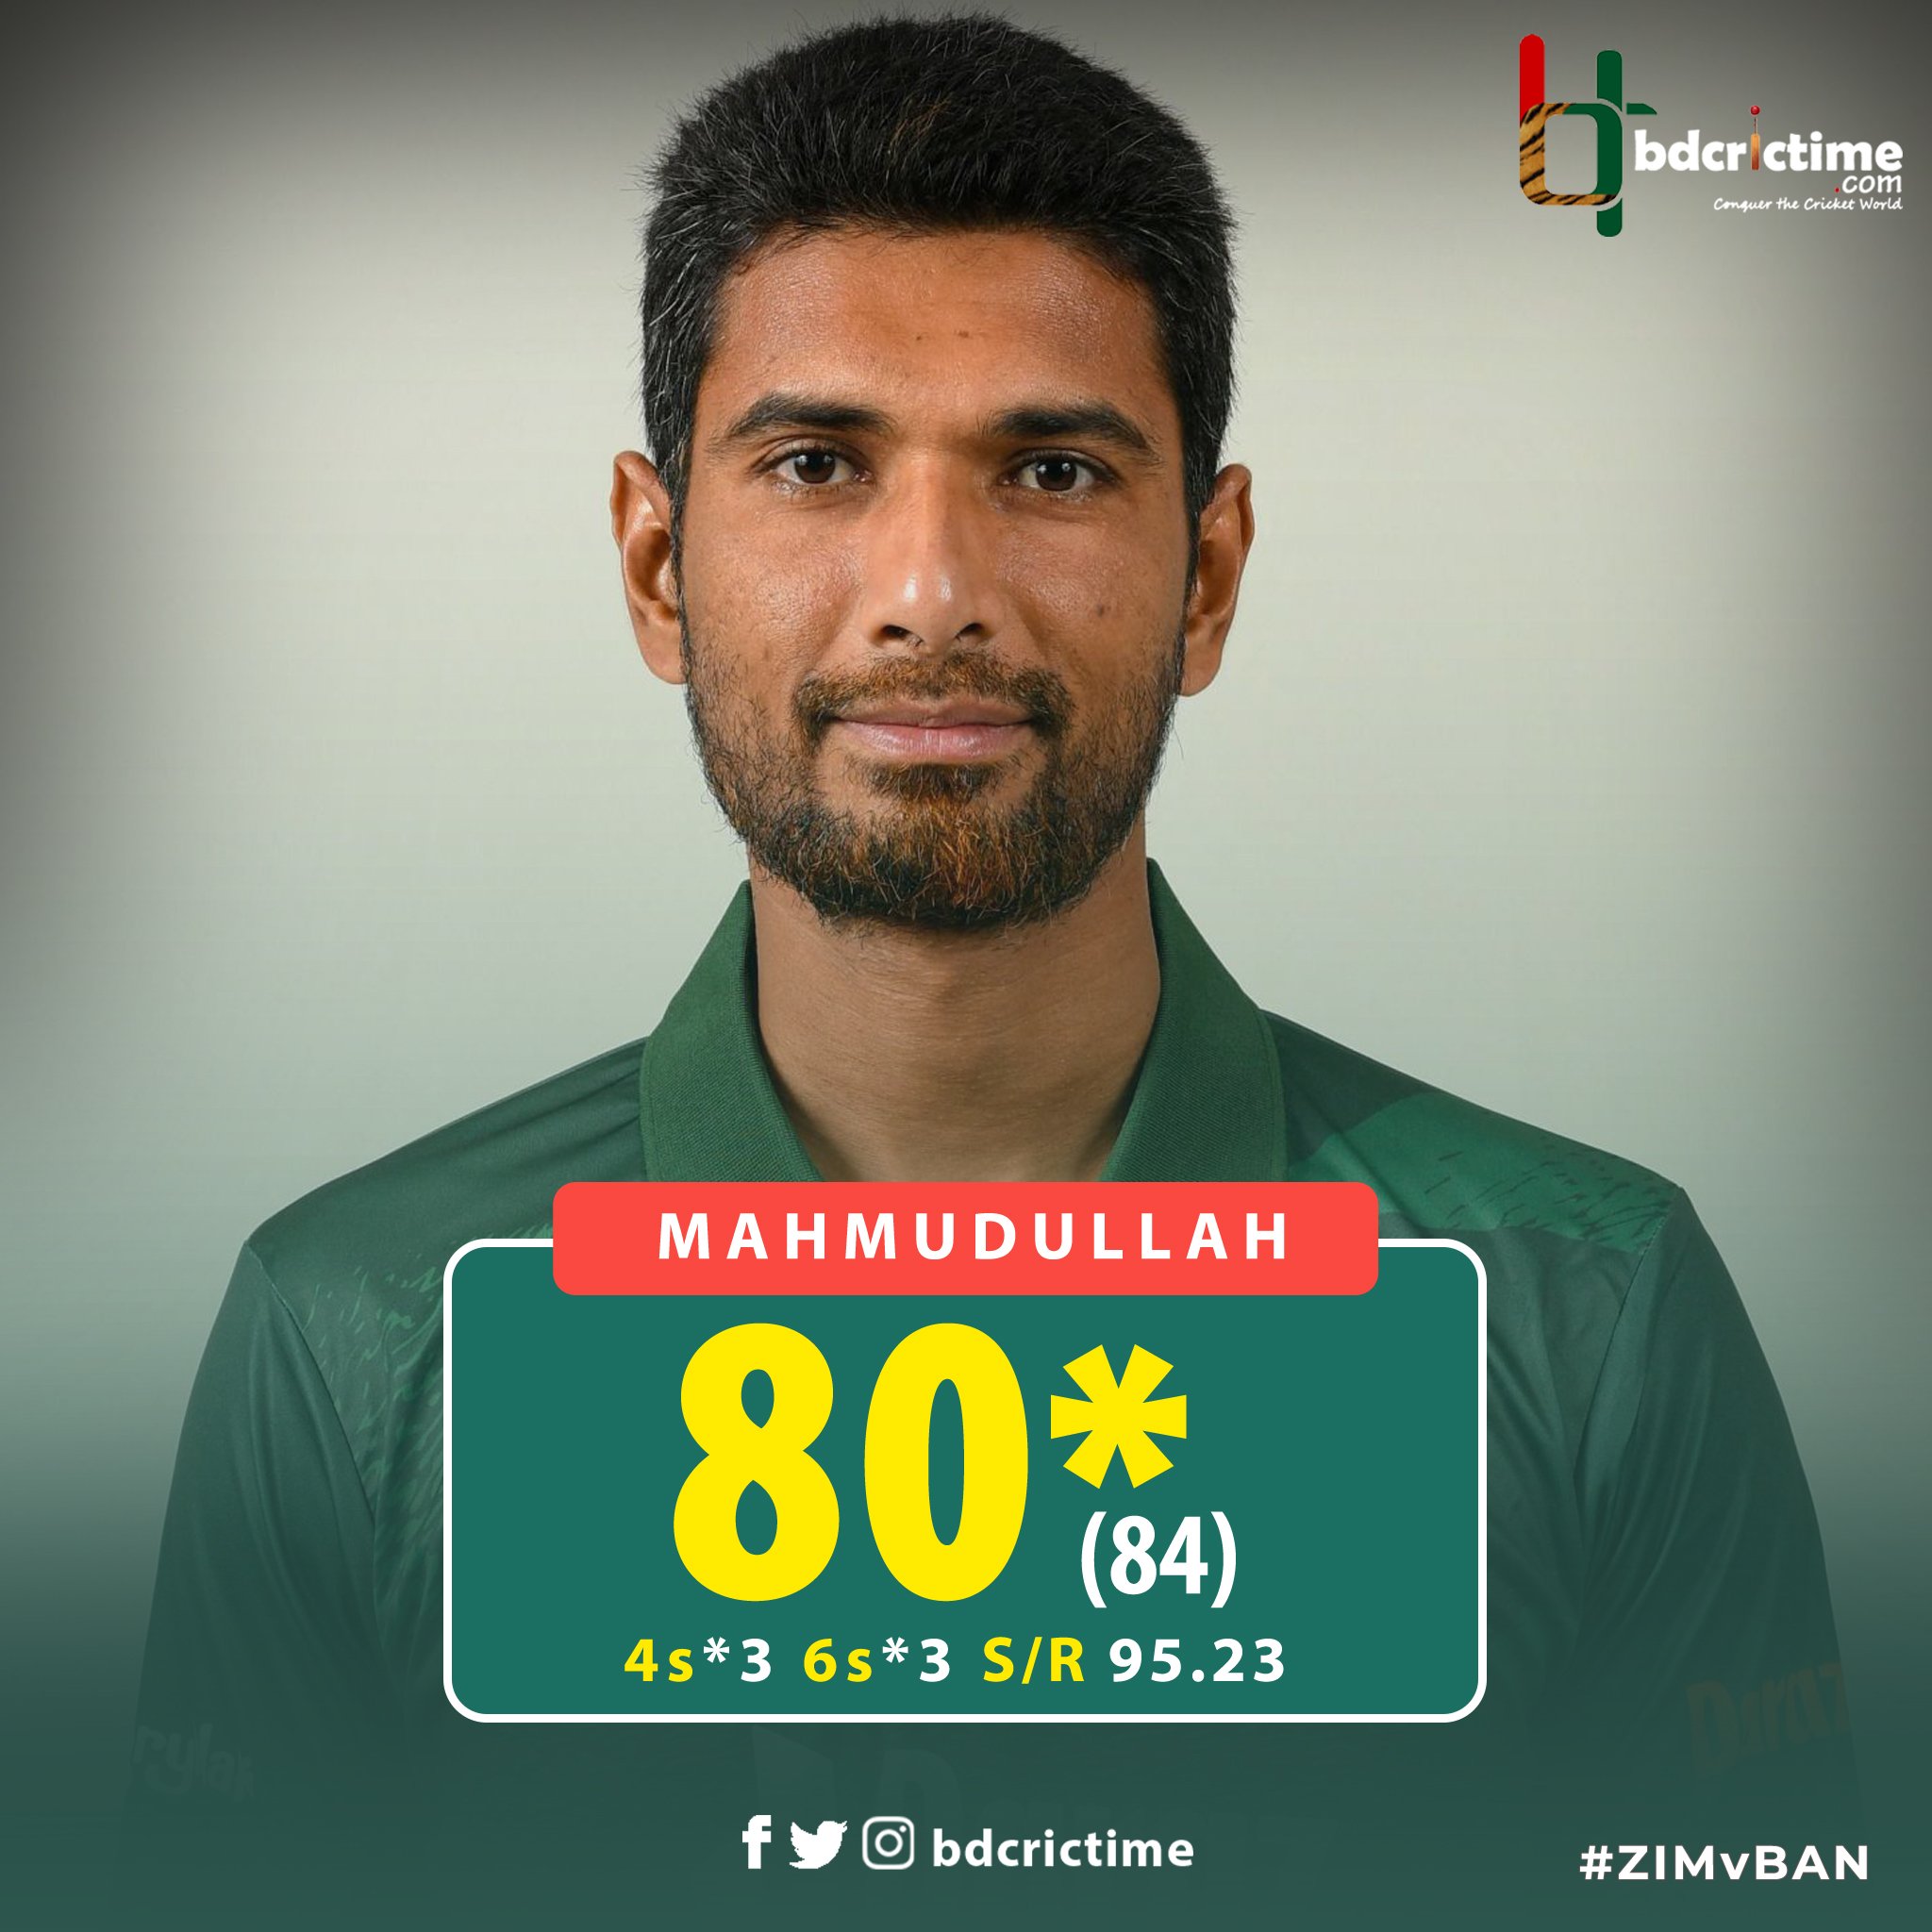 bdcrictime
.com
Conquer the Cricket World
MAHMUDULLAH
80*
(84)
4s*3 6s*3 S/R 95.23
bdcrictime
#ZIMvBAN